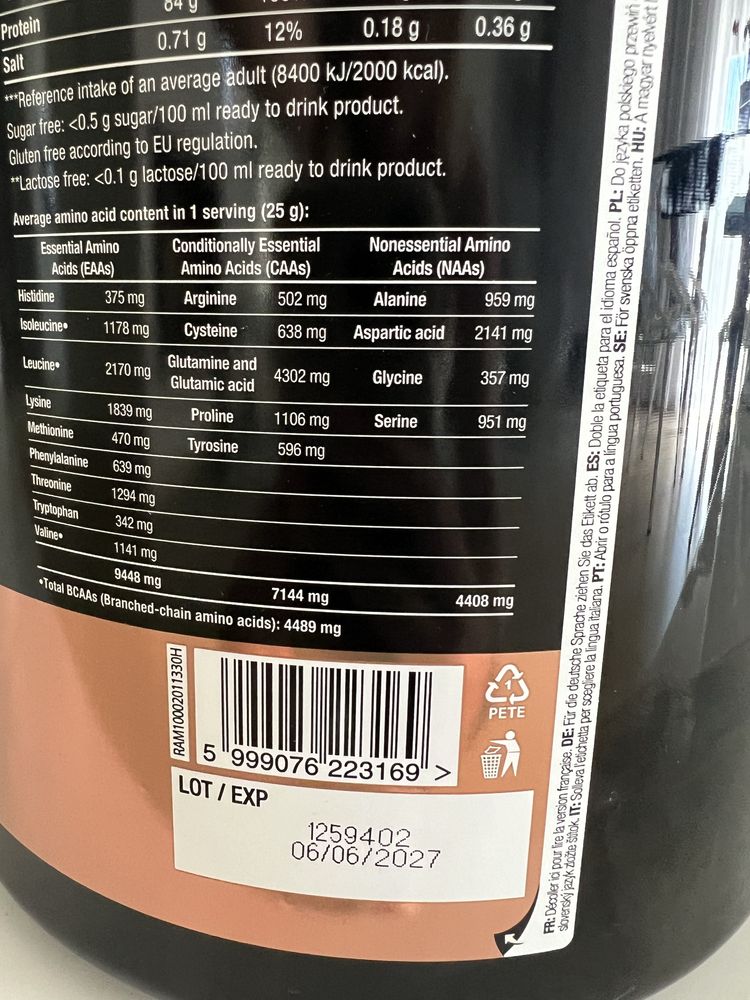 84 g
Protein 0.71 g 12% 0.18 g 0.36 g
Salt
***Reference intake of an average adult (8400 kJ/2000 kcal).
Sugar free: <0.5 g sugar/100 ml ready to drink product.
Gluten free according to EU regulation.
**Lactose free: <0.1 g lactose/100 ml ready to drink product.
Average amino acid content in 1 serving (25 g):
Essential Amino Conditionally Essential Nonessential Amino
Acids (EAAs) Amino Acids (CAAs) Acids (NAAs)
Histidine 375 mg Arginine 502 mg Alanine 959 mg
Isoleucine• 1178 mg Cysteine 638 mg Aspartic acid 2141 mg
Leucine• 2170 mg Glutamine and Glutamic acid 4302 mg Glycine 357 mg
Lysine 1839 mg Proline 1106 mg Serine 951 mg
Methionine 470 mg Tyrosine 596 mg
Phenylalanine 639 mg
Threonine 1294 mg
Tryptophan 342 mg
Valine• 1141 mg
9448 mg 7144 mg 4408 mg
•Total BCAAs (Branched-chain amino acids): 4489 mg
RAM10002011330H
5 999076 223169 >
1
PETE
LOT / EXP
1259402
06/06/2027
FR: Décoller ici pour lire la version française. DE: Für die deutsche Sprache ziehen Sie das Etikett ab. ES: Doble la etiqueta para el idioma español. PL: Do języka polskiego przewiń
slovenský jazyk zložte štítok. IT: Solleva l'etichetta per scegliere la lingua italiana. PT: Abrir o rótulo para a língua portuguesa. SE: För svenska öppna etiketten. HU: A magyar nyelvért